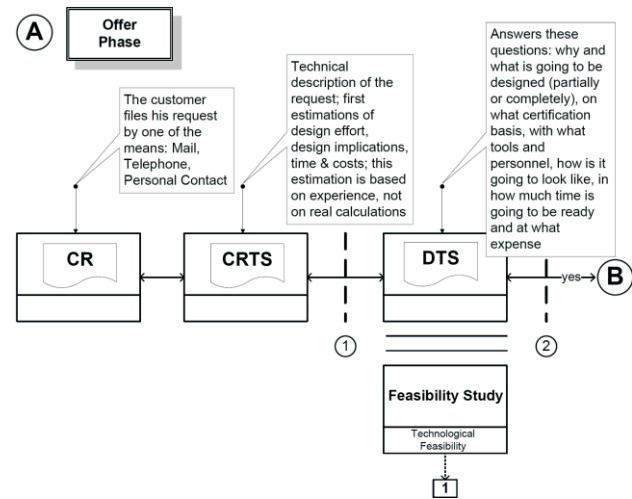 A
Offer
Phase
The customer
files his request
by one of the
means: Mail,
Telephone,
Personal Contact
Technical
description of the
request; first
estimations of
design effort,
design implications,
time & costs; this
estimation is based
on experience, not
on real calculations
Answers these
questions: why and
what is going to be
designed (partially
or completely), on
what certification
basis, with what
tools and
personnel, how is it
going to look like, in
how much time is
going to be ready
and at what
expense
CR
CRTS
DTS
yes
B
1
2
Feasibility Study
Technological
Feasibility
1